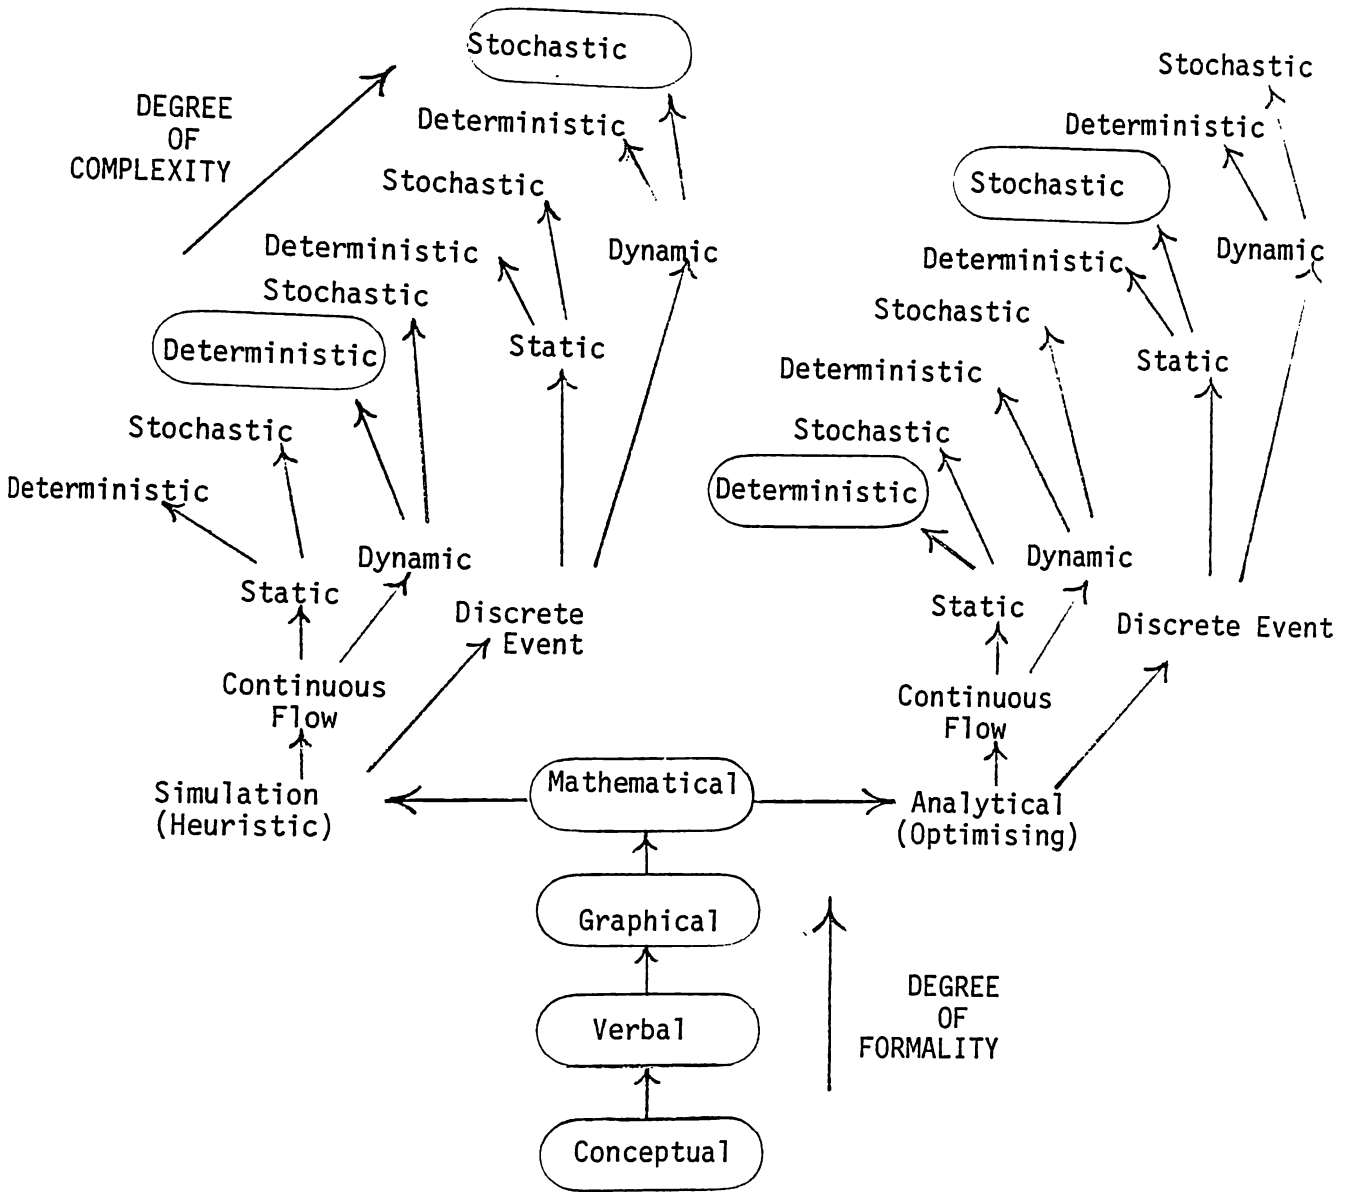 Stochastic
Stochastic
DEGREE
OF
COMPLEXITY
Deterministic
Deterministic
Stochastic
Stochastic
Deterministic
Dynamic
Deterministic
Dynamic
Stochastic
Stochastic
Deterministic
Static
Static
Deterministic
Stochastic
Stochastic
Deterministic
Deterministic
Dynamic
Dynamic
Static
Static
Discrete
Event
Discrete Event
Continuous
Flow
Continuous
Flow
Simulation
(Heuristic)
Mathematical
Analytical
(Optimising)
Graphical
DEGREE
OF
FORMALITY
Verbal
Conceptual